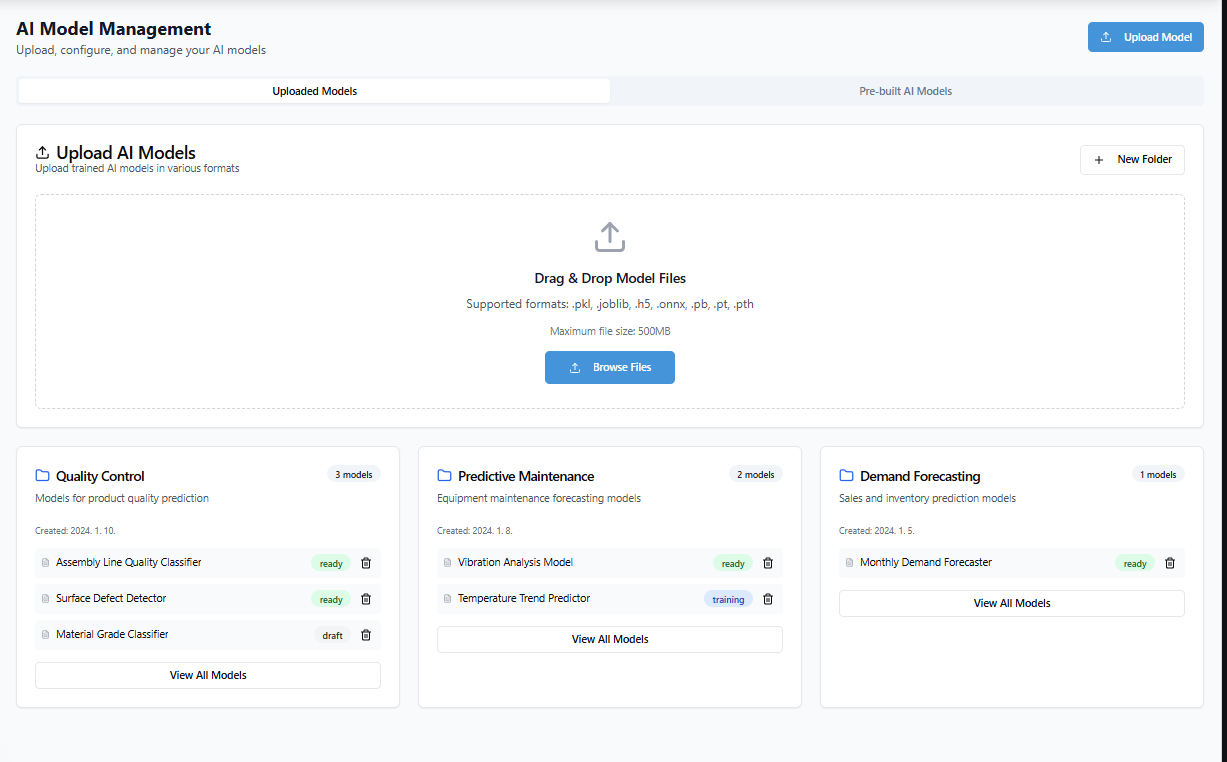 AI Model Management
Upload, configure, and manage your AI models
Upload Model
Uploaded Models
Pre-built AI Models
Upload AI Models
Upload trained AI models in various formats
New Folder
Drag & Drop Model Files
Supported formats: .pkl, .joblib, .h5, .onnx, .pb, .pt, .pth
Maximum file size: 500MB
Browse Files
Quality Control
3 models
Models for product quality prediction
Created: 2024. 1. 10.
Assembly Line Quality Classifier
ready
Surface Defect Detector
ready
Material Grade Classifier
draft
View All Models
Predictive Maintenance
2 models
Equipment maintenance forecasting models
Created: 2024. 1. 8.
Vibration Analysis Model
ready
Temperature Trend Predictor
training
View All Models
Demand Forecasting
1 models
Sales and inventory prediction models
Created: 2024. 1. 5.
Monthly Demand Forecaster
ready
View All Models